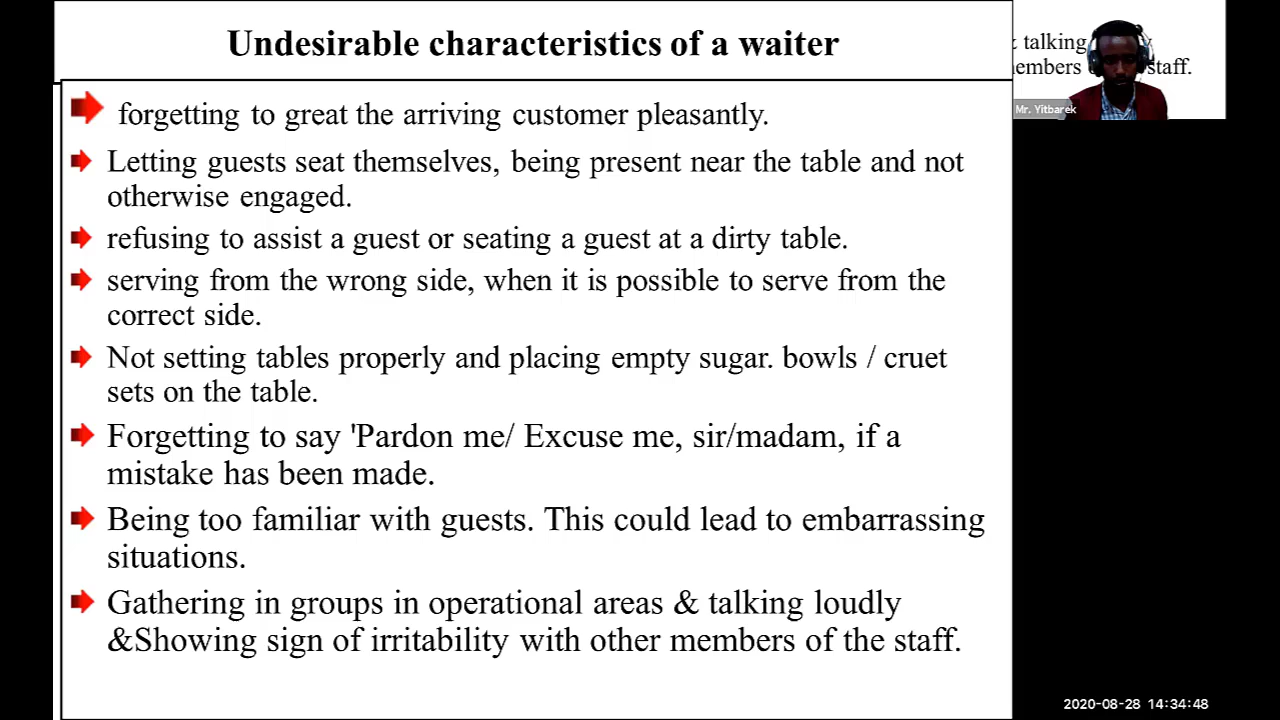 Undesirable characteristics of a waiter
forgetting to great the arriving customer pleasantly.
Letting guests seat themselves, being present near the table and not
otherwise engaged.
refusing to assist a guest or seating a guest at a dirty table.
serving from the wrong side, when it is possible to serve from the
correct side.
Not setting tables properly and placing empty sugar. bowls / cruet
sets on the table.
Forgetting to say 'Pardon me/ Excuse me, sir/madam, if a
mistake has been made.
Being too familiar with guests. This could lead to embarrassing
situations.
Gathering in groups in operational areas & talking loudly
&Showing sign of irritability with other members of the staff.
talking
staff.
Mr. Yitbarek
2020-08-28 14:34:48